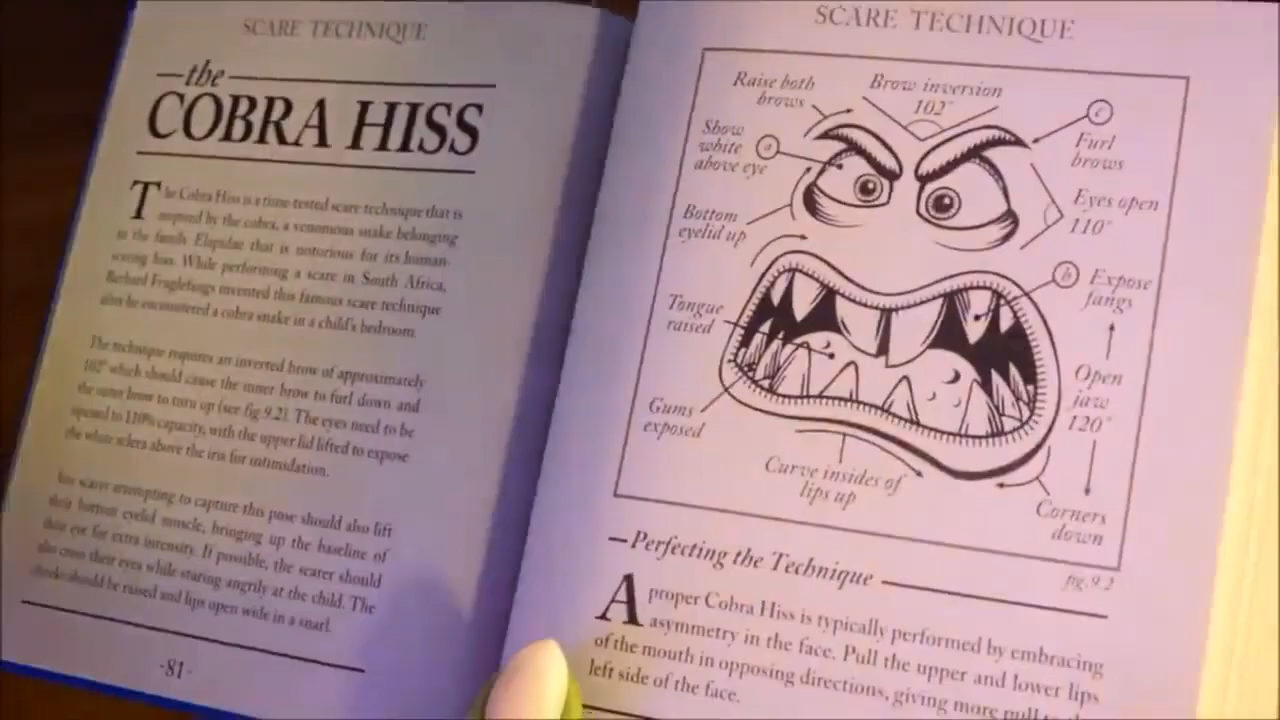 SCARE TECHNIQUE
the
COBRA HISS
The Cobra Hiss is a time-tested scare technique that is
inspired by the cobra, a venomous snake belonging
to the family Elapidae that is notorious for its human-
scaring hiss. While performing a scare in South Africa,
invented this famous scare technique
after he encountered a cobra snake in a child's bedroom.
The technique requires an inverted brow of approximately
102° which should cause the inner brow to furl down and
the outer brow to turn up (see fig.9.2). The eyes need to be
opened to 110% capacity, with the upper lid lifted to expose
the white sclera above the iris for intimidation.
Any scarer attempting to capture this pose should also lift
their bottom eyelid muscle, bringing up the baseline of
their eye for extra intensity. If possible, the scarer should
also cross their eyes while staring angrily at the child. The
cheeks should be raised and lips open wide in a snarl.
-81-
SCARE TECHNIQUE
Raise both
brows
Brow inversion
102°
c
Furl
brows
Show
white
above eye
a
Eyes open
110°
Bottom
eyelid up
b
Expose
fangs
Tongue
raised
Open
jaw
120°
Gums
exposed
Curve insides of
lips up
Corners
down
fig.9.2
Perfecting the Technique
A proper Cobra Hiss is typically performed by embracing
asymmetry in the face. Pull the upper and lower lips
of the mouth in opposing directions, giving more pull to the
left side of the face.